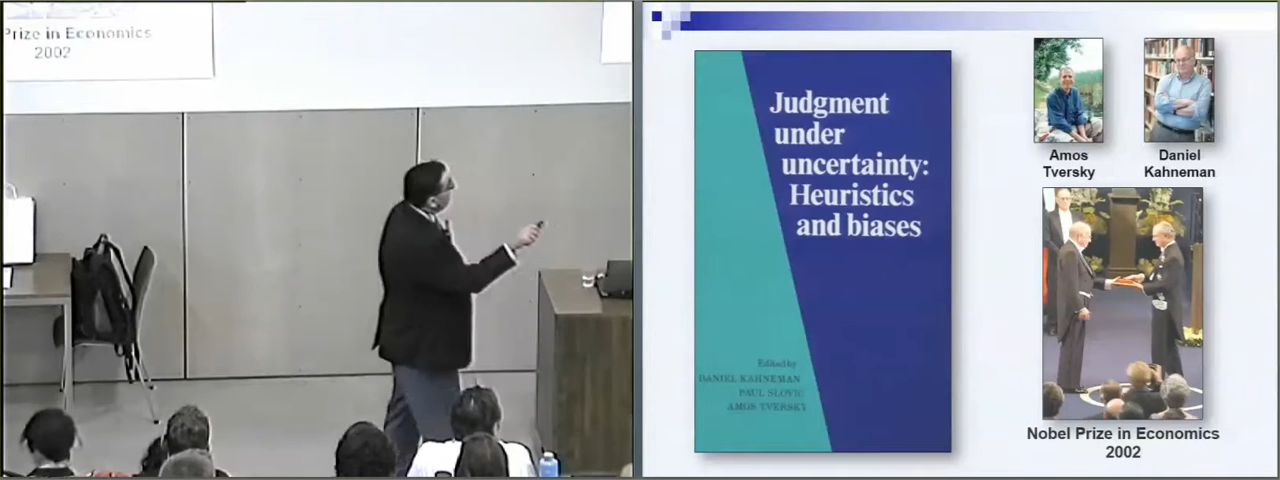 Prize in Economics
2002
Judgment
under
uncertainty:
Heuristics
and biases
Edited by
DANIEL KAHNEMAN
PAUL SLOVIC
AMOS TVERSKY
Amos
Tversky
Daniel
Kahneman
Nobel Prize in Economics
2002